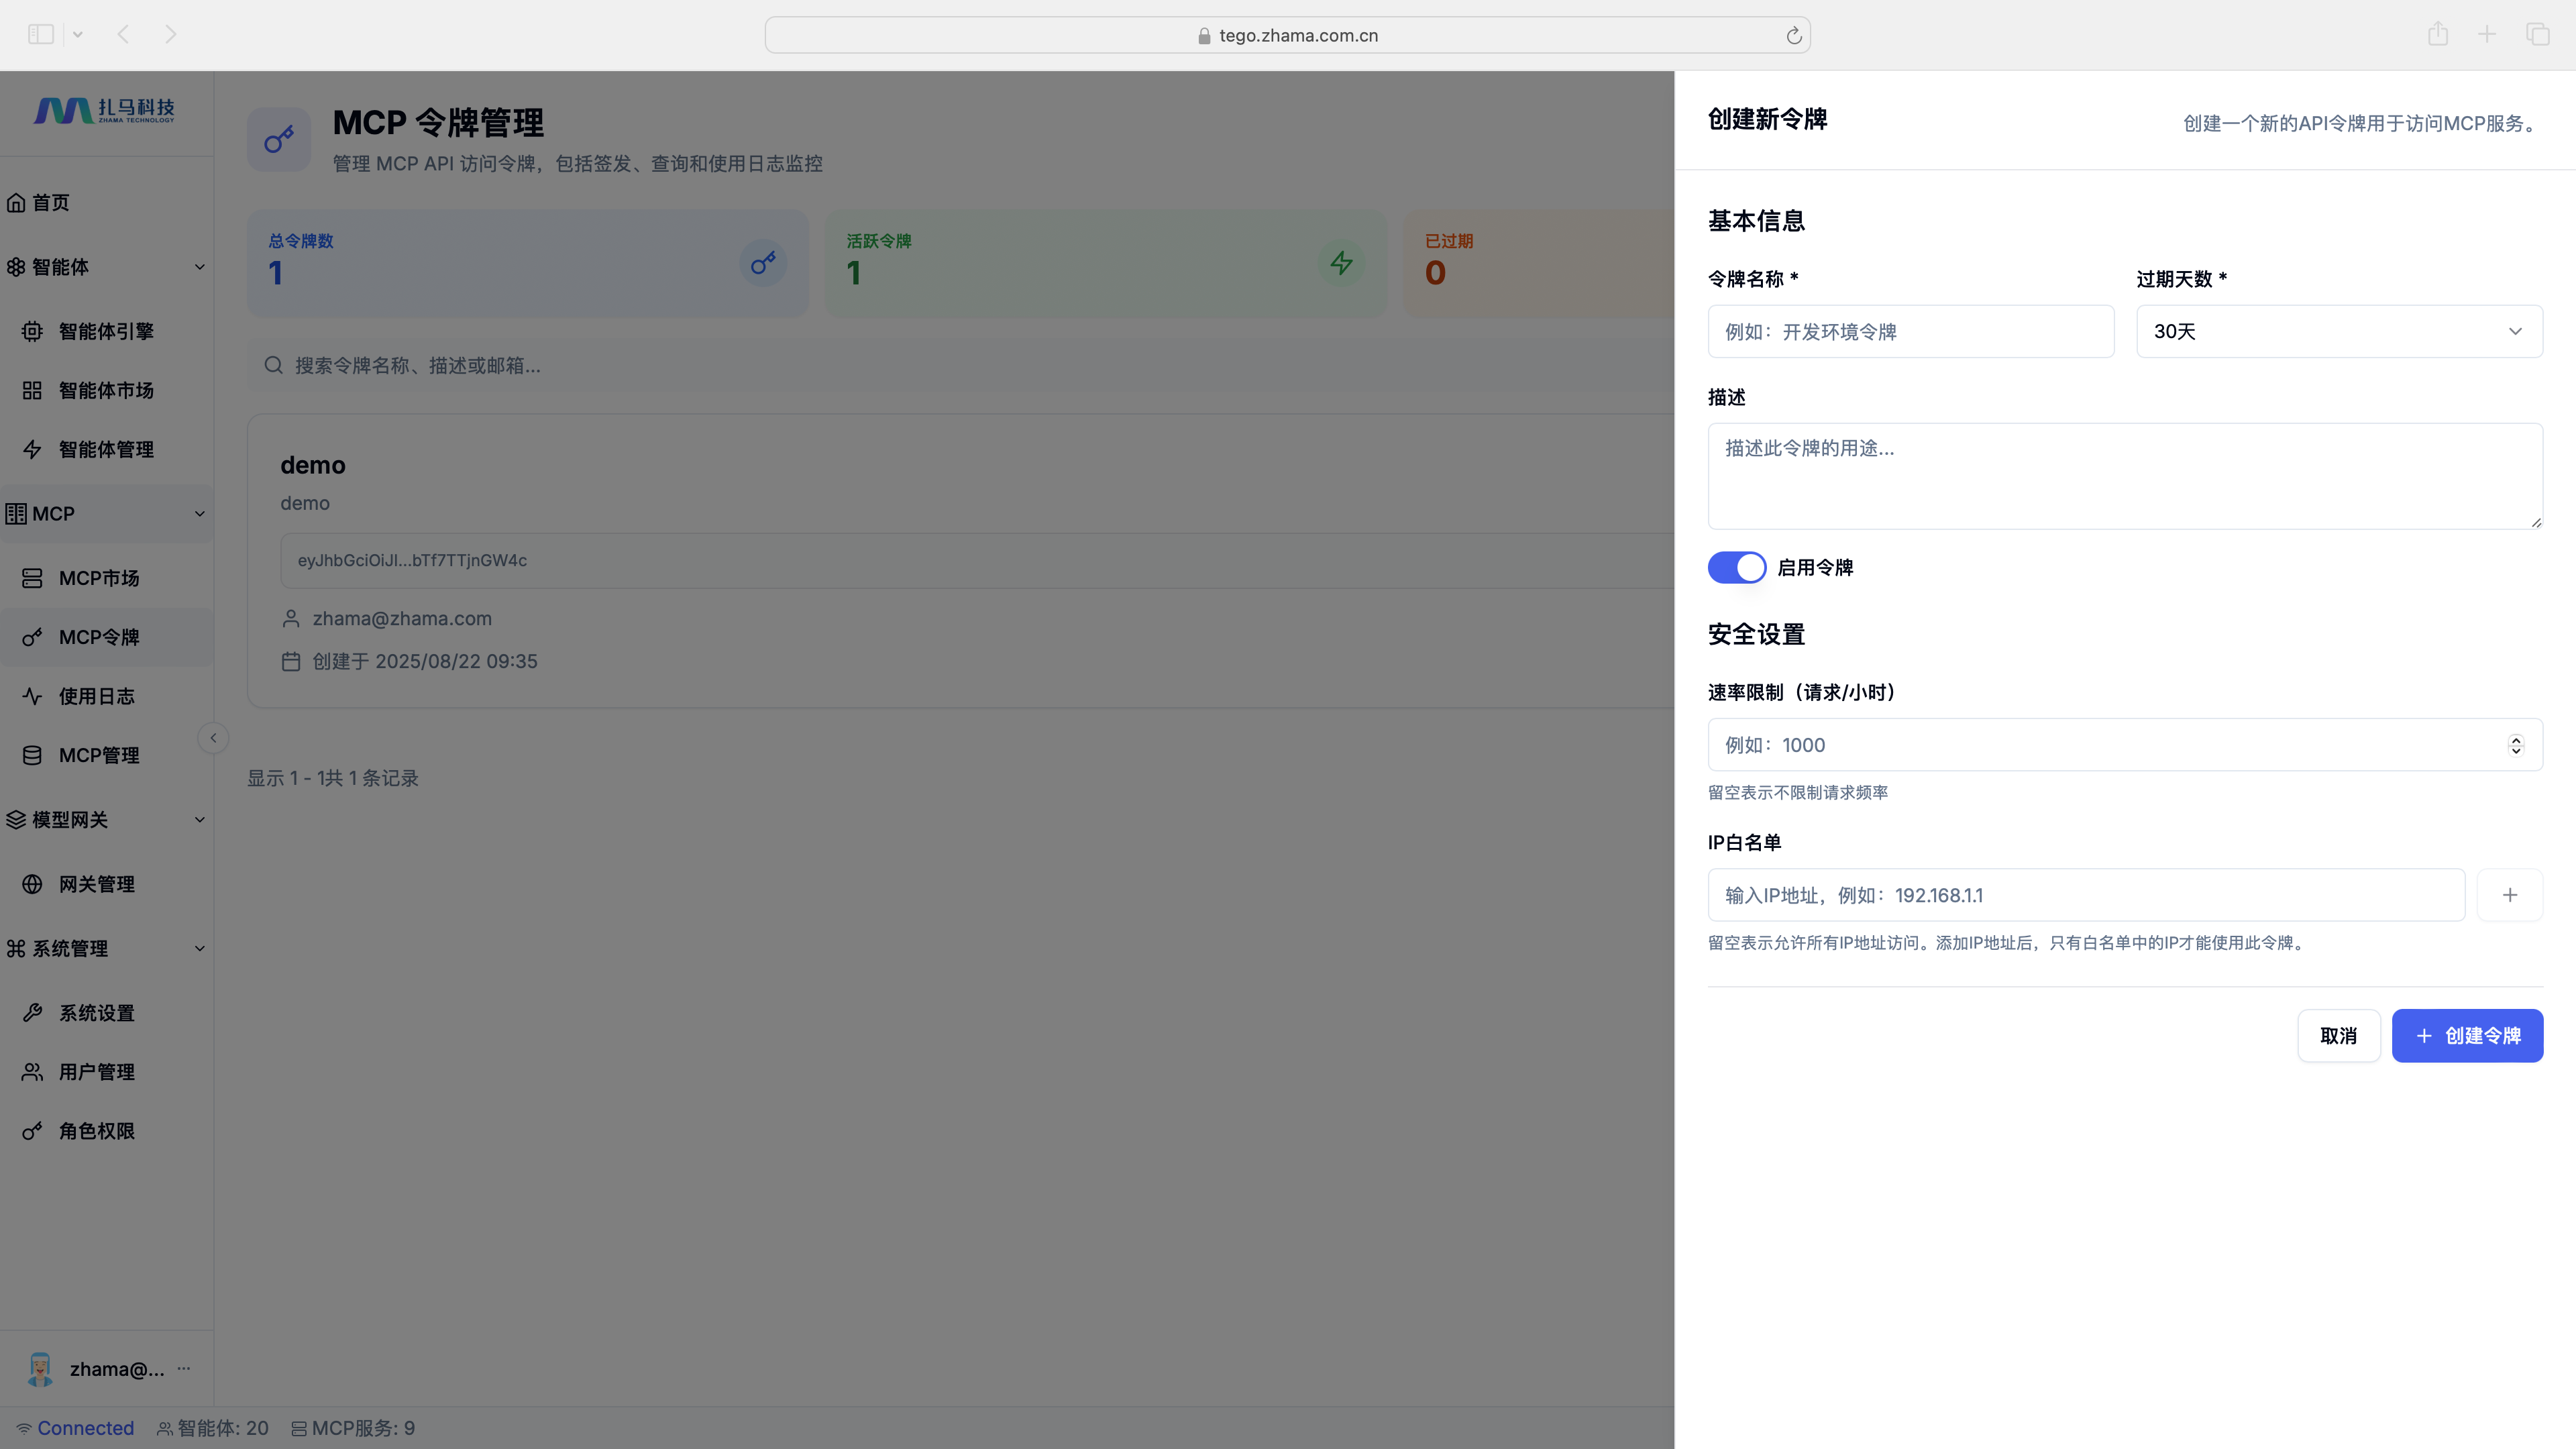 tego.zhama.com.cn
扎马科技
ZHAMA TECHNOLOGY
首页
智能体
智能体引擎
智能体市场
智能体管理
MCP
MCP市场
MCP令牌
使用日志
MCP管理
模型网关
网关管理
系统管理
系统设置
用户管理
角色权限
zhama@...
Connected
智能体: 20
MCP服务: 9
MCP 令牌管理
管理 MCP API 访问令牌，包括签发、查询和使用日志监控
总令牌数
1
活跃令牌
1
已过期
0
搜索令牌名称、描述或邮箱...
demo
demo
eyJhbGciOiJI...bTf7TTjnGW4c
zhama@zhama.com
创建于 2025/08/22 09:35
显示 1 - 1共 1 条记录
创建新令牌
创建一个新的API令牌用于访问MCP服务。
基本信息
令牌名称 *
例如：开发环境令牌
过期天数 *
30天
描述
描述此令牌的用途...
启用令牌
安全设置
速率限制（请求/小时）
例如：1000
留空表示不限制请求频率
IP白名单
输入IP地址，例如：192.168.1.1
留空表示允许所有IP地址访问。添加IP地址后，只有白名单中的IP才能使用此令牌。
取消
创建令牌